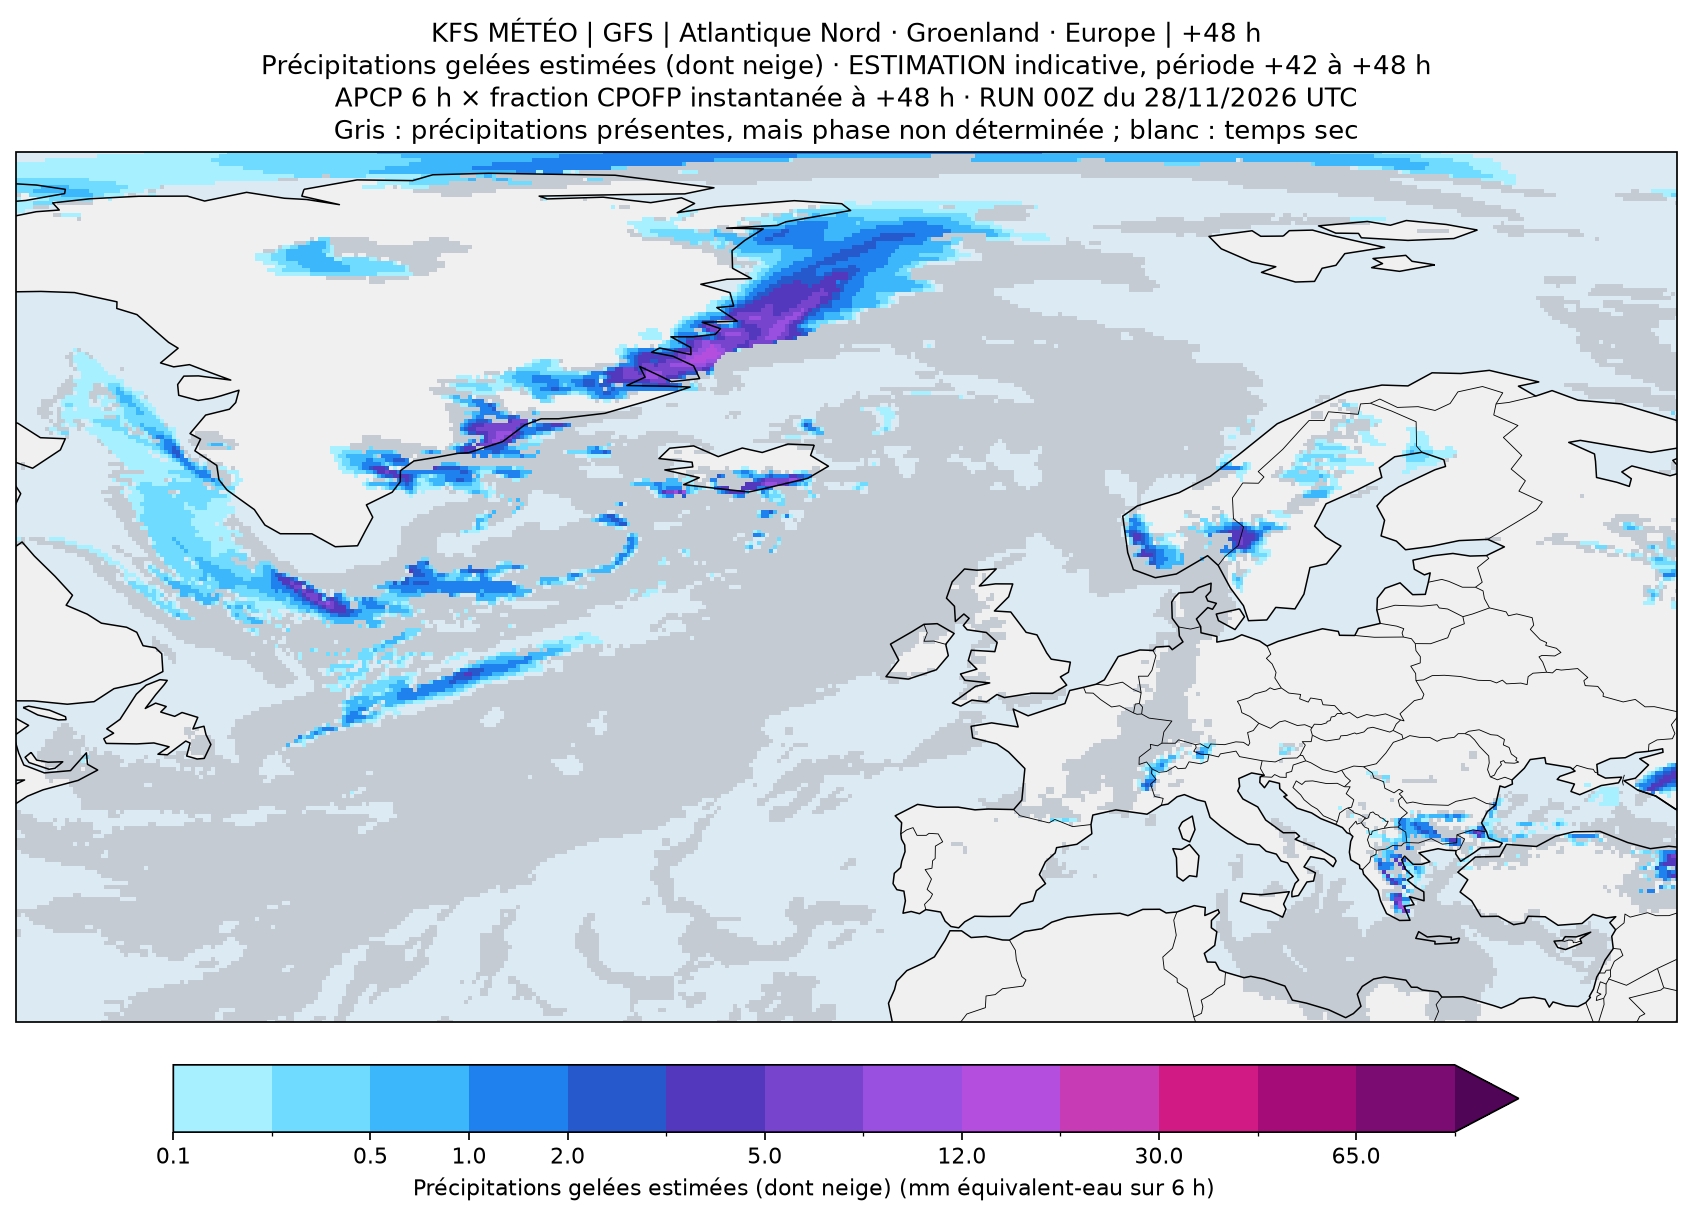 KFS MÉTÉO | GFS | Atlantique Nord · Groenland · Europe | +48 h
Précipitations gelées estimées (dont neige) · ESTIMATION indicative, période +42 à +48 h
APCP 6 h × fraction CPOFP instantanée à +48 h · RUN 00Z du 28/11/2026 UTC
Gris : précipitations présentes, mais phase non déterminée ; blanc : temps sec
0.1 0.5 1.0 2.0 5.0 12.0 30.0 65.0
Précipitations gelées estimées (dont neige) (mm équivalent-eau sur 6 h)